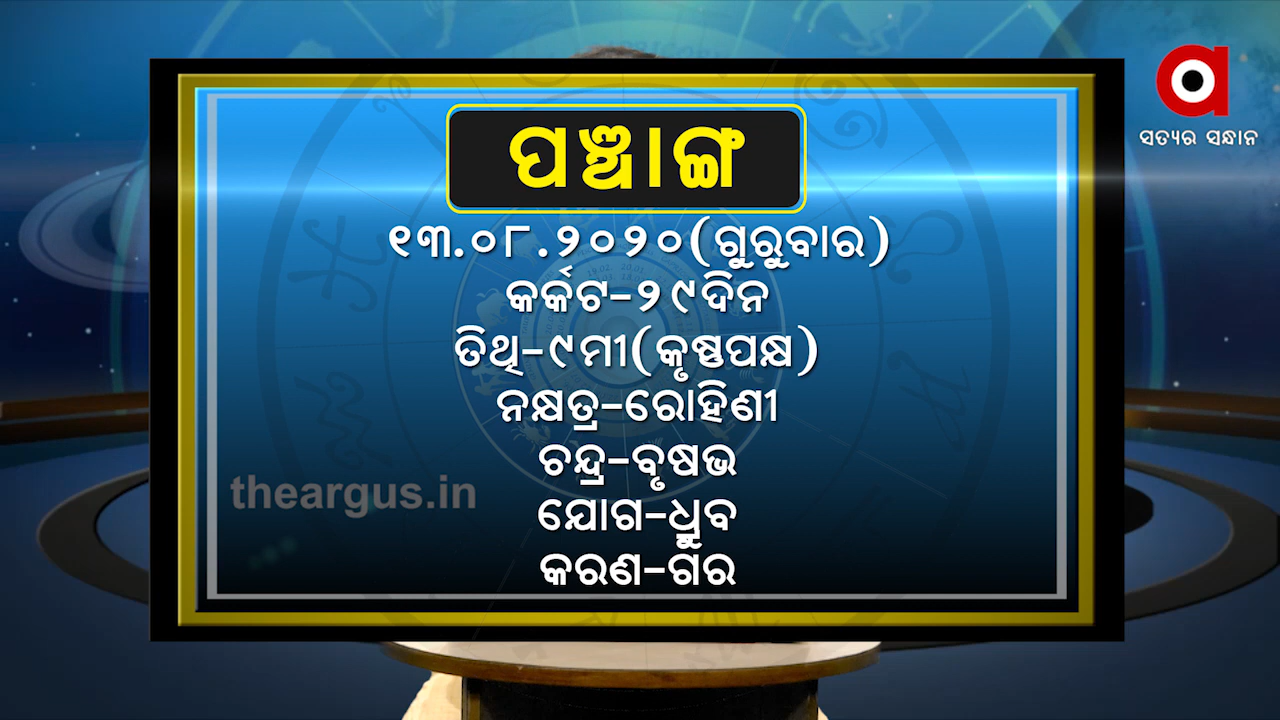 ସତ୍ୟର ସନ୍ଧାନ
ପଞ୍ଚାଙ୍ଗ
୧୩.୦୮.୨୦୨୦(ଗୁରୁବାର)
କର୍କଟ-୨୯ଦିନ
ତିଥି-୯ମୀ(କୃଷ୍ଣପକ୍ଷ)
ନକ୍ଷତ୍ର-ରୋହିଣୀ
ଚନ୍ଦ୍ର-ବୃଷଭ
theargus.in
ଯୋଗ-ଧ୍ରୁବ
କରଣ-ଗର